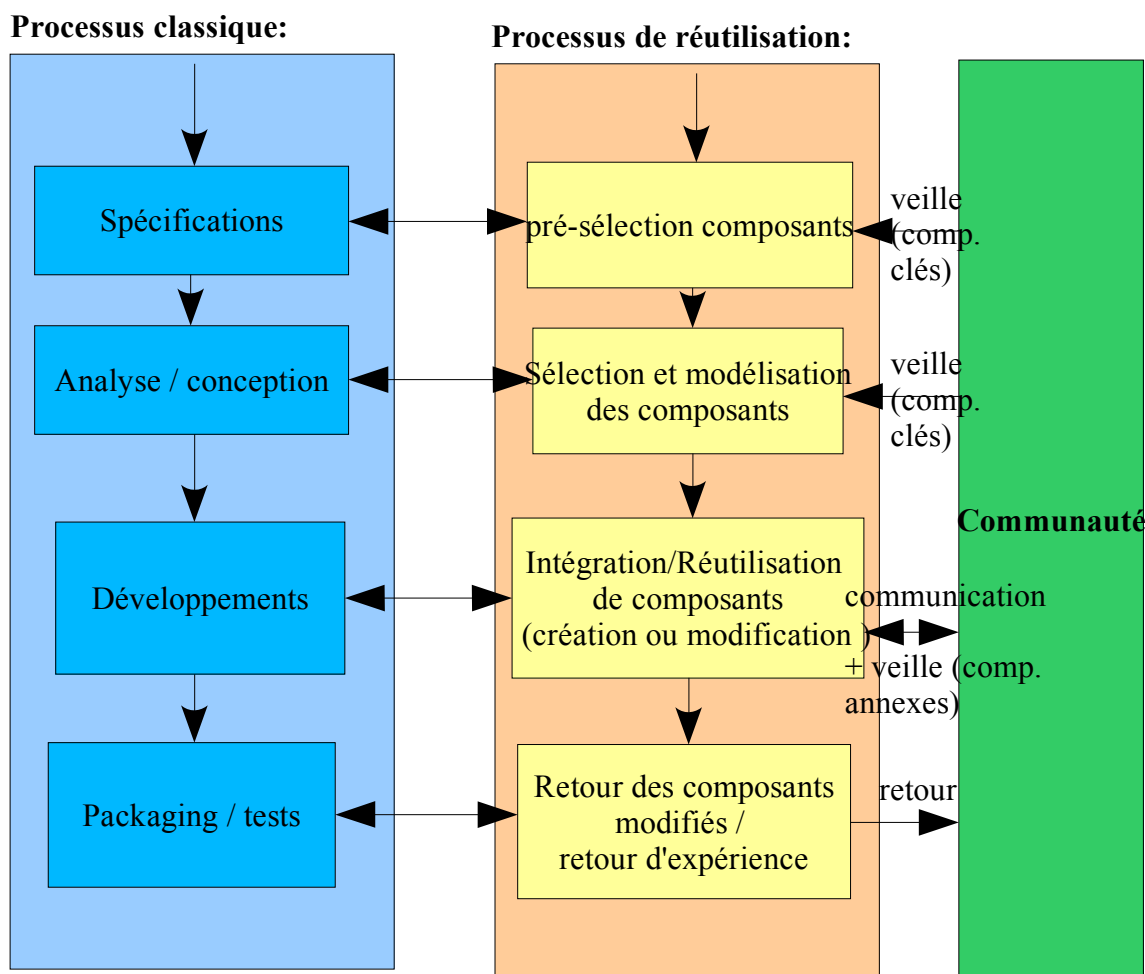 Processus classique:
Processus de réutilisation:
Spécifications
pré-sélection composants
veille
(comp.
clés)
Analyse / conception
Sélection et modélisation
des composants
veille
(comp.
clés)
Communauté
Développements
Intégration/Réutilisation
de composants
(création ou modification )
communication
+ veille (comp.
annexes)
Packaging / tests
Retour des composants
modifiés /
retour d'expérience
retour